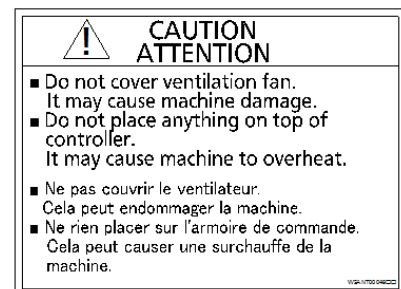 CAUTION
ATTENTION
■ Do not cover ventilation fan.
It may cause machine damage.
■ Do not place anything on top of
controller.
It may cause machine to overheat.
■ Ne pas couvrir le ventilateur.
Cela peut endommager la machine.
■ Ne rien placer sur l'armoire de commande.
Cela peut causer une surchauffe de la
machine.